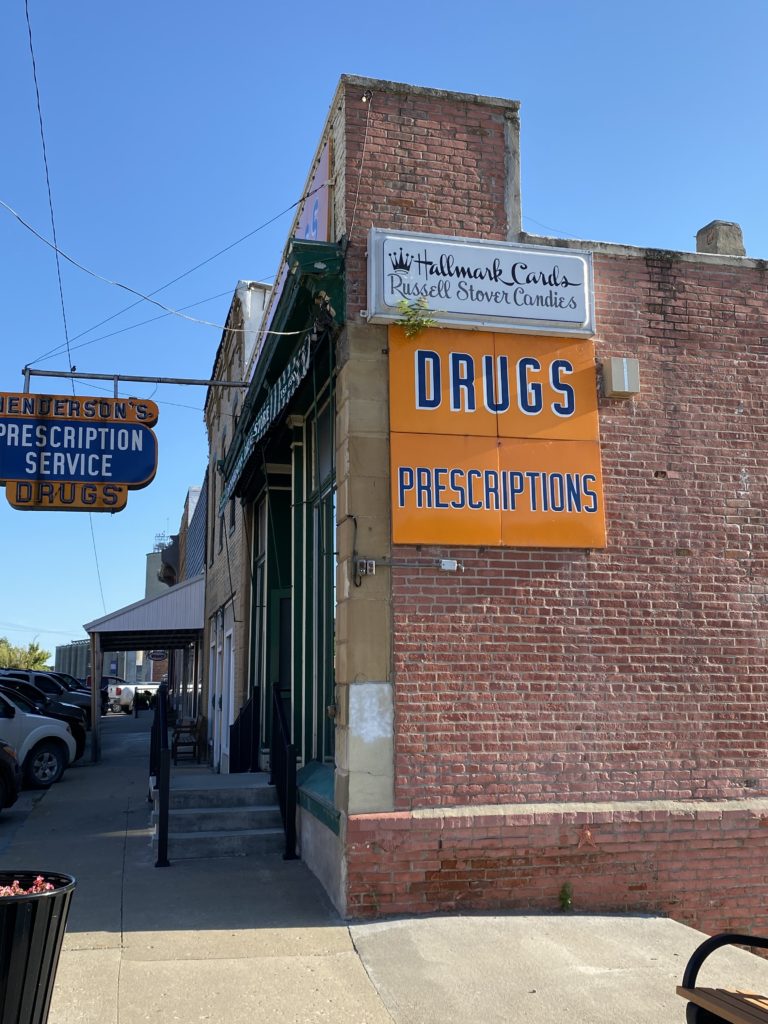 HENDERSON'S
PRESCRIPTION
SERVICE
DRUGS
Hallmark Cards
Russell Stover Candies
DRUGS
PRESCRIPTIONS